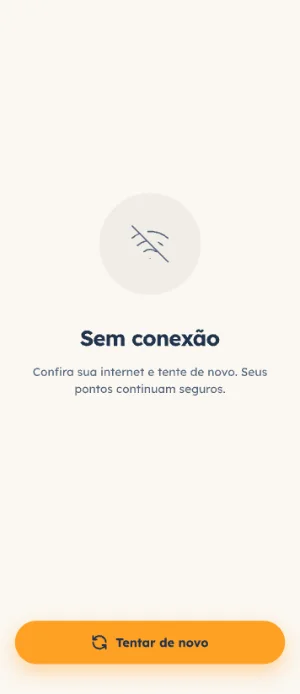 Sem conexão
Confira sua internet e tente de novo. Seus
pontos continuam seguros.
Tentar de novo